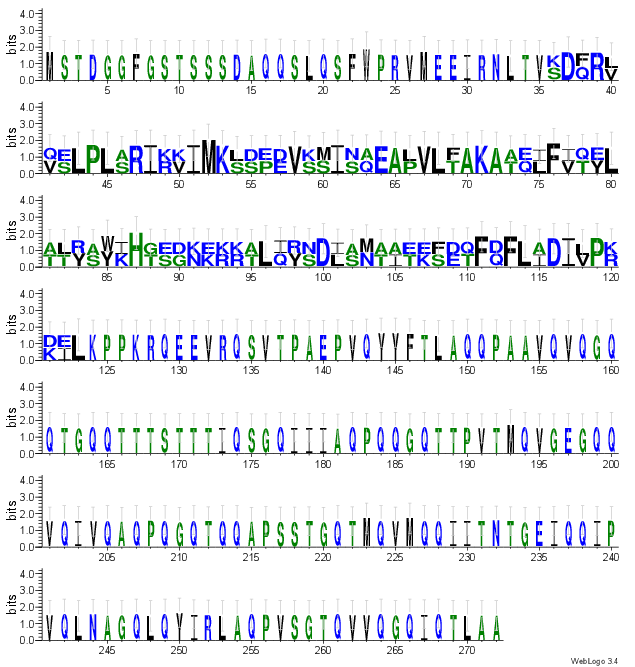 4.0
3.0
2.0
1.0
0.0
bits
M S T D G G F G S T S S S D A Q Q S L Q S F W P R V M E E I R N L T V K D F R L
S Q V
5 10 15 20 25 30 35 40
4.0
3.0
2.0
1.0
0.0
bits
Q E L P L A R I K K I M K L D E D V K M I N Q E A L V L F A K A A E I F I Q E L
V S S R V S S P E S S S A P T T Q L V T Y
45 50 55 60 65 70 75 80
4.0
3.0
2.0
1.0
0.0
bits
A L R A W I H G E D K E K K A L I R N D I A M A A E E F D Q F D F L A D I L P K
T T Y S Y K T S G N K R R T Q Y S L S N T I T K S E T Q I V R
85 90 95 100 105 110 115 120
4.0
3.0
2.0
1.0
0.0
bits
D E L K P P K R Q E E V R Q S V T P A E P V Q Y Y F T L A Q Q P A A V Q V Q G Q
K I
125 130 135 140 145 150 155 160
4.0
3.0
2.0
1.0
0.0
bits
Q T G Q Q T T T S T T T I Q S G Q I I I A Q P Q Q G Q T T P V T M Q V G E G Q Q
165 170 175 180 185 190 195 200
4.0
3.0
2.0
1.0
0.0
bits
V Q I V Q A Q P Q G Q T Q Q A P S S T G Q T M Q V M Q Q I I T N T G E I Q Q I P
205 210 215 220 225 230 235 240
4.0
3.0
2.0
1.0
0.0
bits
V Q L N A G Q L Q Y I R L A Q P V S G T Q V V Q G Q I Q T L A A
245 250 255 260 265 270
WebLogo 3.4